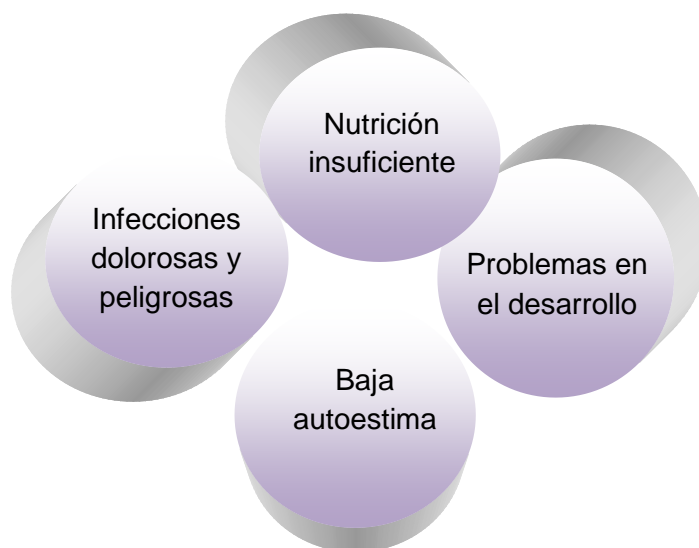 Nutrición
insuficiente
Infecciones
dolorosas y
peligrosas
Problemas en
el desarrollo
Baja
autoestima